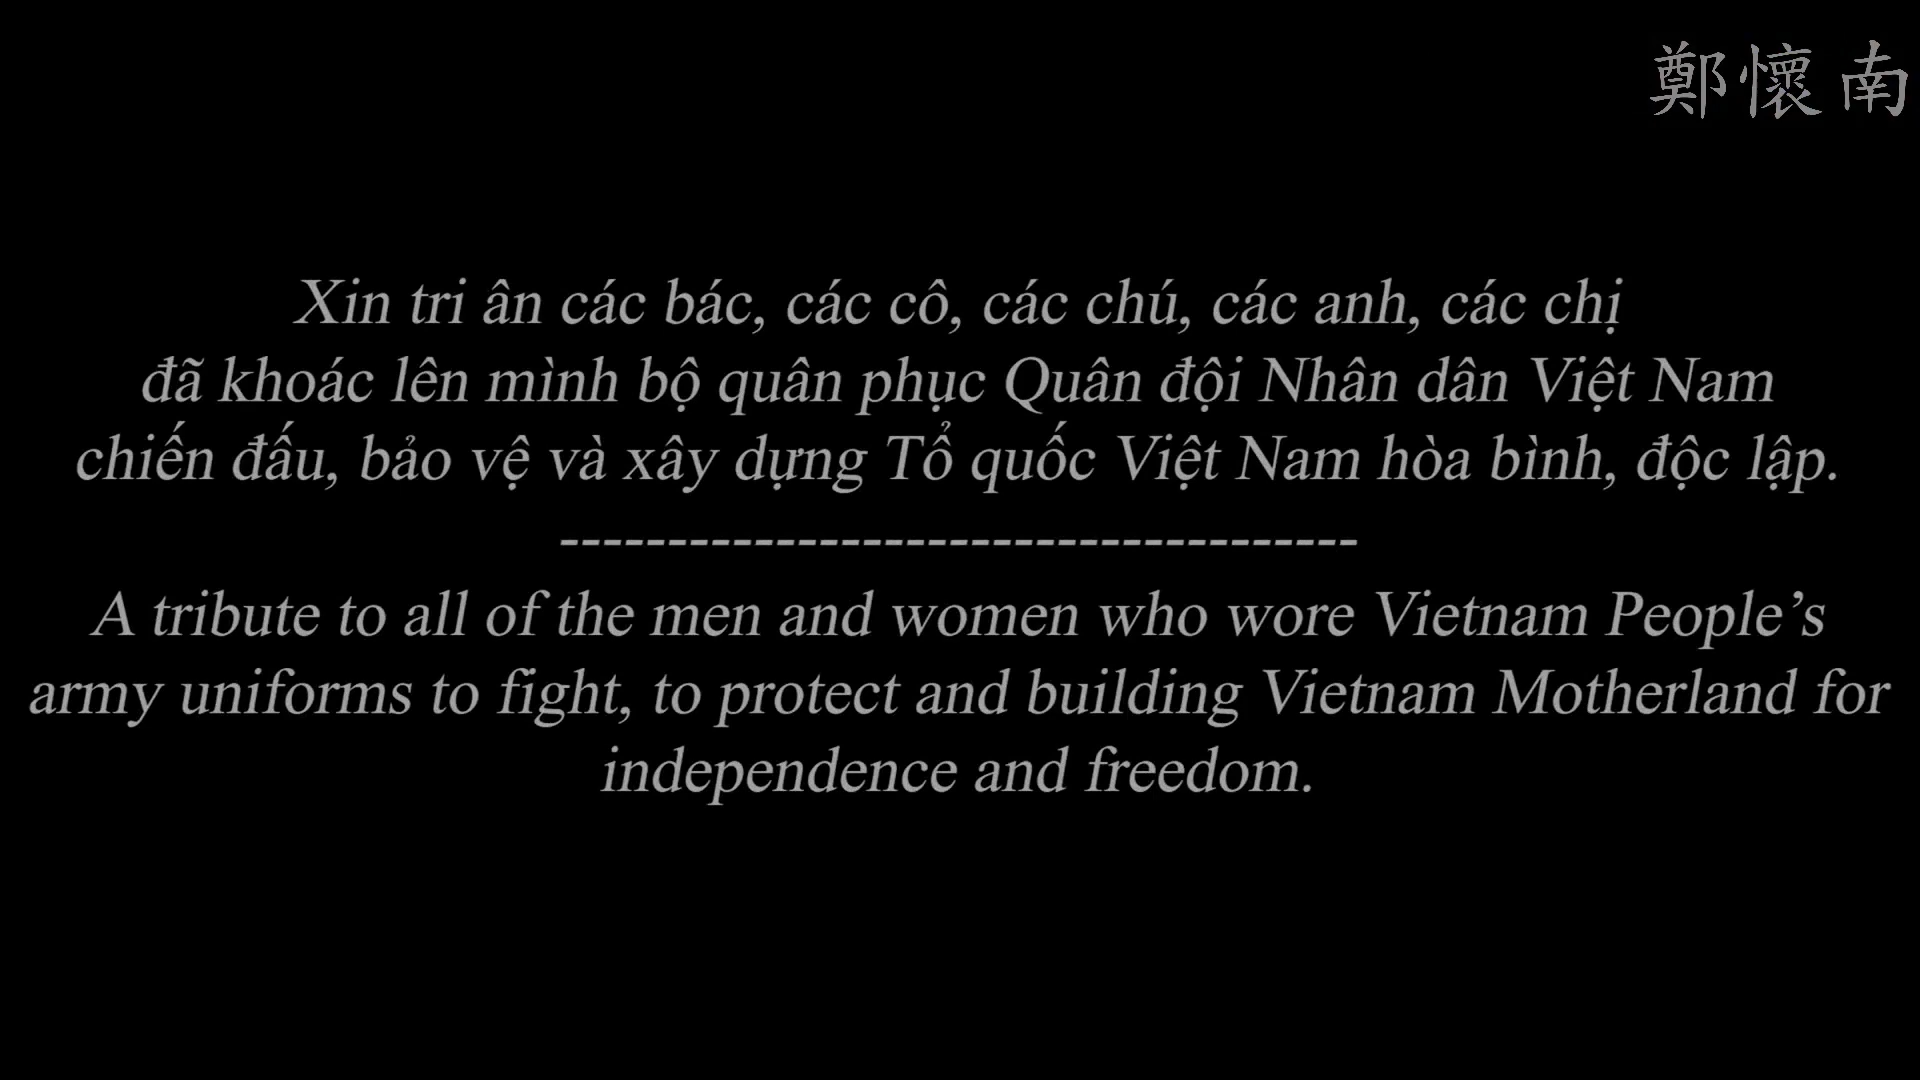 鄭懷南
Xin tri ân các bác, các cô, các chú, các anh, các chị
đã khoác lên mình bộ quân phục Quân đội Nhân dân Việt Nam
chiến đấu, bảo vệ và xây dựng Tổ quốc Việt Nam hòa bình, độc lập.
-------------------------------------
A tribute to all of the men and women who wore Vietnam People’s
army uniforms to fight, to protect and building Vietnam Motherland for
independence and freedom.